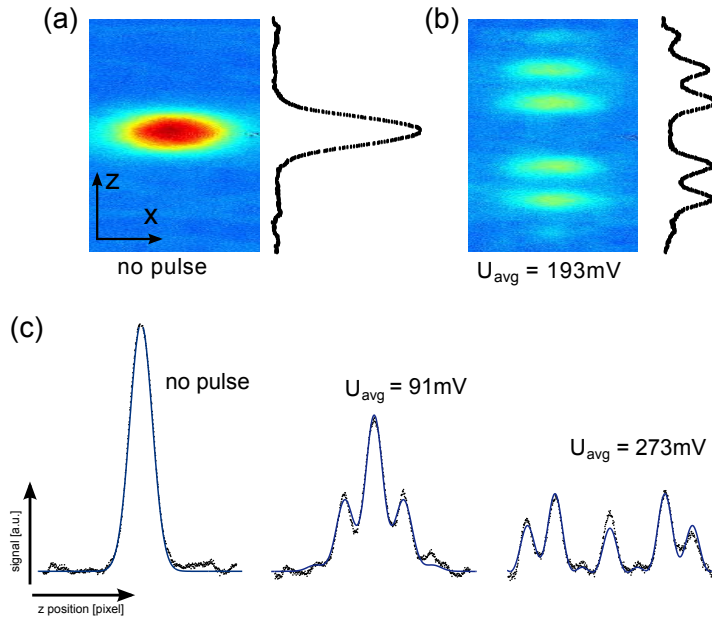 (a)
(b)
z
x
no pulse
U_avg = 193mV
(c)
no pulse
U_avg = 91mV
U_avg = 273mV
signal [a.u.]
z position [pixel]